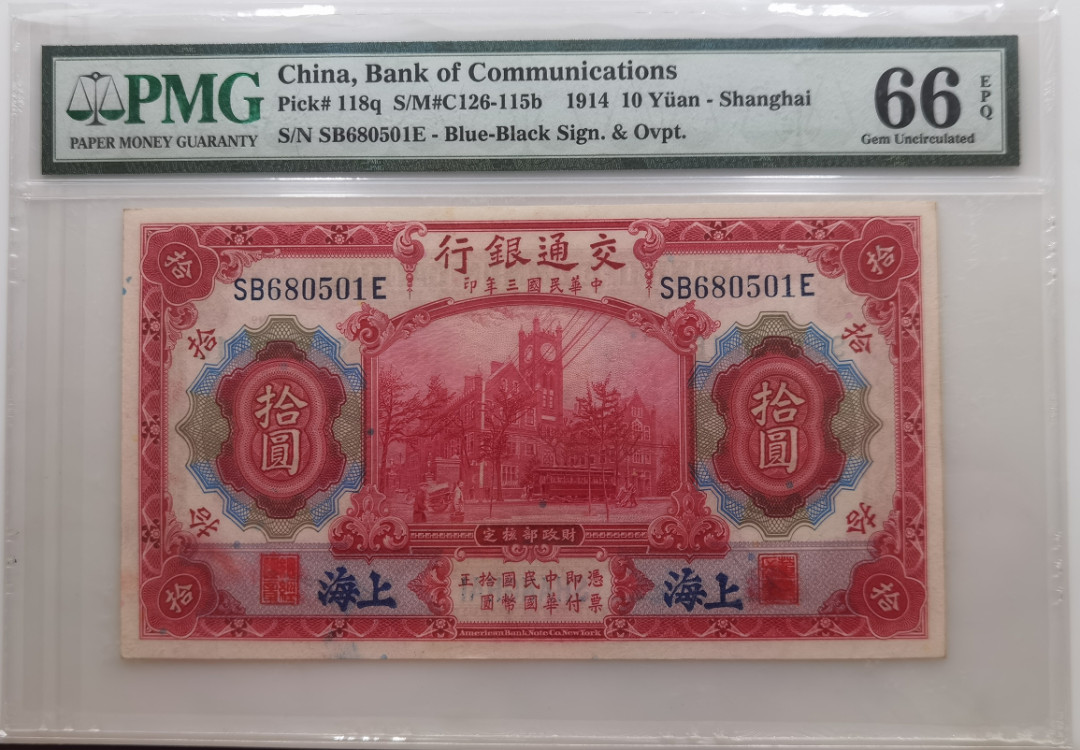 PMG
PAPER MONEY GUARANTY
China, Bank of Communications
Pick# 118q S/M#C126-115b 1914 10 Yüan - Shanghai
S/N SB680501E - Blue-Black Sign. & Ovpt.
66 EPQ
Gem Uncirculated
拾
行銀通交
拾
SB680501E
印年三國民華中
SB680501E
拾
拾
拾圓
拾圓
拾
拾
定核部政財
拾
海上
憑票即付中華民國國幣拾圓正
海上
拾
American Bank Note Co. New York